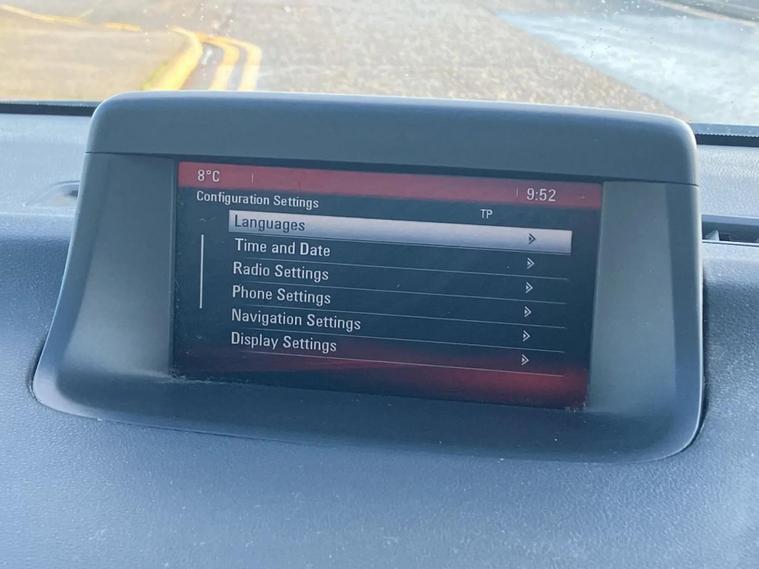 8°C
9:52
Configuration Settings
TP
Languages
Time and Date
Radio Settings
Phone Settings
Navigation Settings
Display Settings